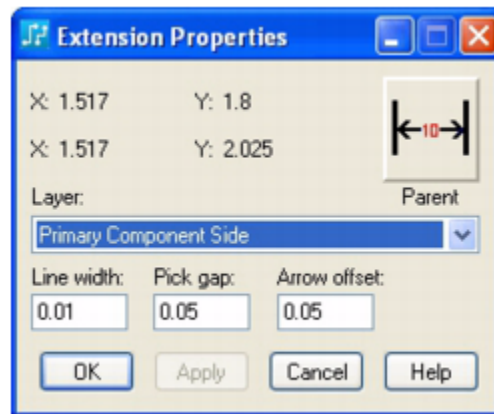 Extension Properties
X: 1.517 Y: 1.8
X: 1.517 Y: 2.025
10
Layer: Parent
Primary Component Side
Line width: Pick gap: Arrow offset:
0.01 0.05 0.05
OK Apply Cancel Help